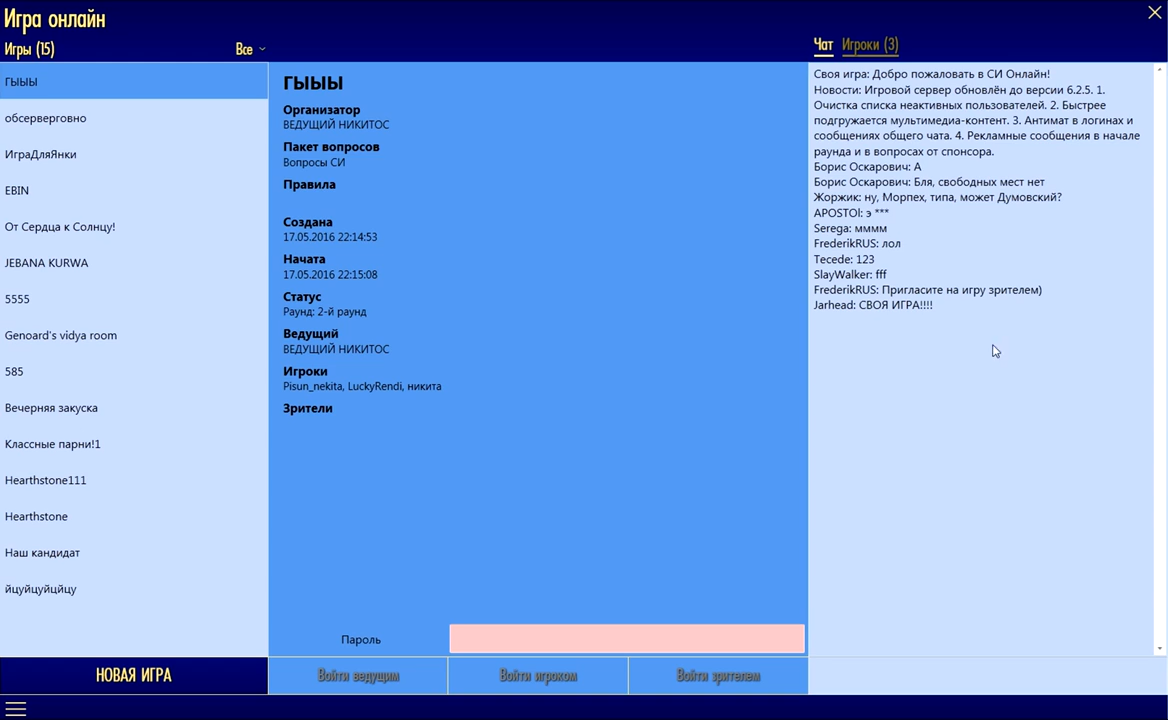 Игра онлайн
Игры (15)
Все
Чат
Игроки (3)
ГЫЫЫ
обсерверговно
ИграДляЯнки
EBIN
От Сердца к Солнцу!
JEBANA KURWA
5555
Genoard's vidya room
585
Вечерняя закуска
Классные парни!1
Hearthstone111
Hearthstone
Наш кандидат
йцуйцуйцйцу
НОВАЯ ИГРА
ГЫЫЫ
Организатор
ВЕДУЩИЙ НИКИТОС
Пакет вопросов
Вопросы СИ
Правила
Создана
17.05.2016 22:14:53
Начата
17.05.2016 22:15:08
Статус
Раунд: 2-й раунд
Ведущий
ВЕДУЩИЙ НИКИТОС
Игроки
Pisun_nekita, LuckyRendi, никита
Зрители
Пароль
Войти ведущим
Войти игроком
Войти зрителем
Своя игра: Добро пожаловать в СИ Онлайн!
Новости: Игровой сервер обновлён до версии 6.2.5. 1.
Очистка списка неактивных пользователей. 2. Быстрее
подгружается мультимедиа-контент. 3. Антимат в логинах и
сообщениях общего чата. 4. Рекламные сообщения в начале
раунда и в вопросах от спонсора.
Борис Оскарович: А
Борис Оскарович: Бля, свободных мест нет
Жоржик: ну, Морпех, типа, может Думовский?
APOSTOl: э ***
Serega: мммм
FrederikRUS: лол
Tecede: 123
SlayWalker: fff
FrederikRUS: Пригласите на игру зрителем)
Jarhead: СВОЯ ИГРА!!!!